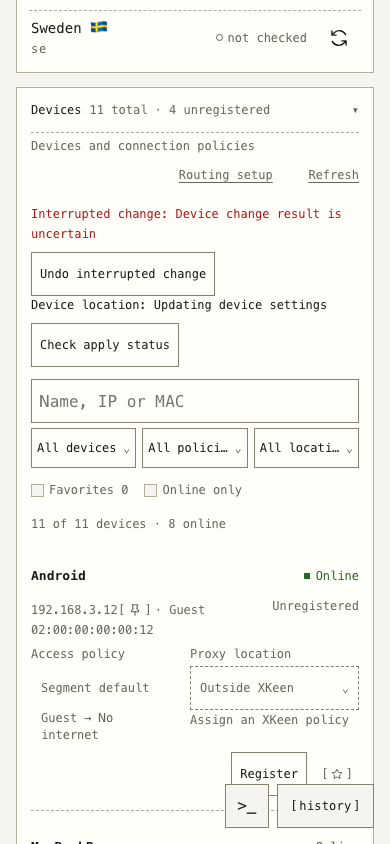 Sweden 🇸🇪
se
not checked
Devices 11 total · 4 unregistered ▾
Devices and connection policies
Routing setup Refresh
Interrupted change: Device change result is
uncertain
Undo interrupted change
Device location: Updating device settings
Check apply status
Name, IP or MAC
All devices
All polici…
All locati…
Favorites 0 Online only
11 of 11 devices · 8 online
Android Online
192.168.3.12[ ]· Guest Unregistered
02:00:00:00:00:12
Access policy Proxy location
Segment default Outside XKeen
Guest → No
internet
Assign an XKeen policy
Register [☆]
>_ [history]